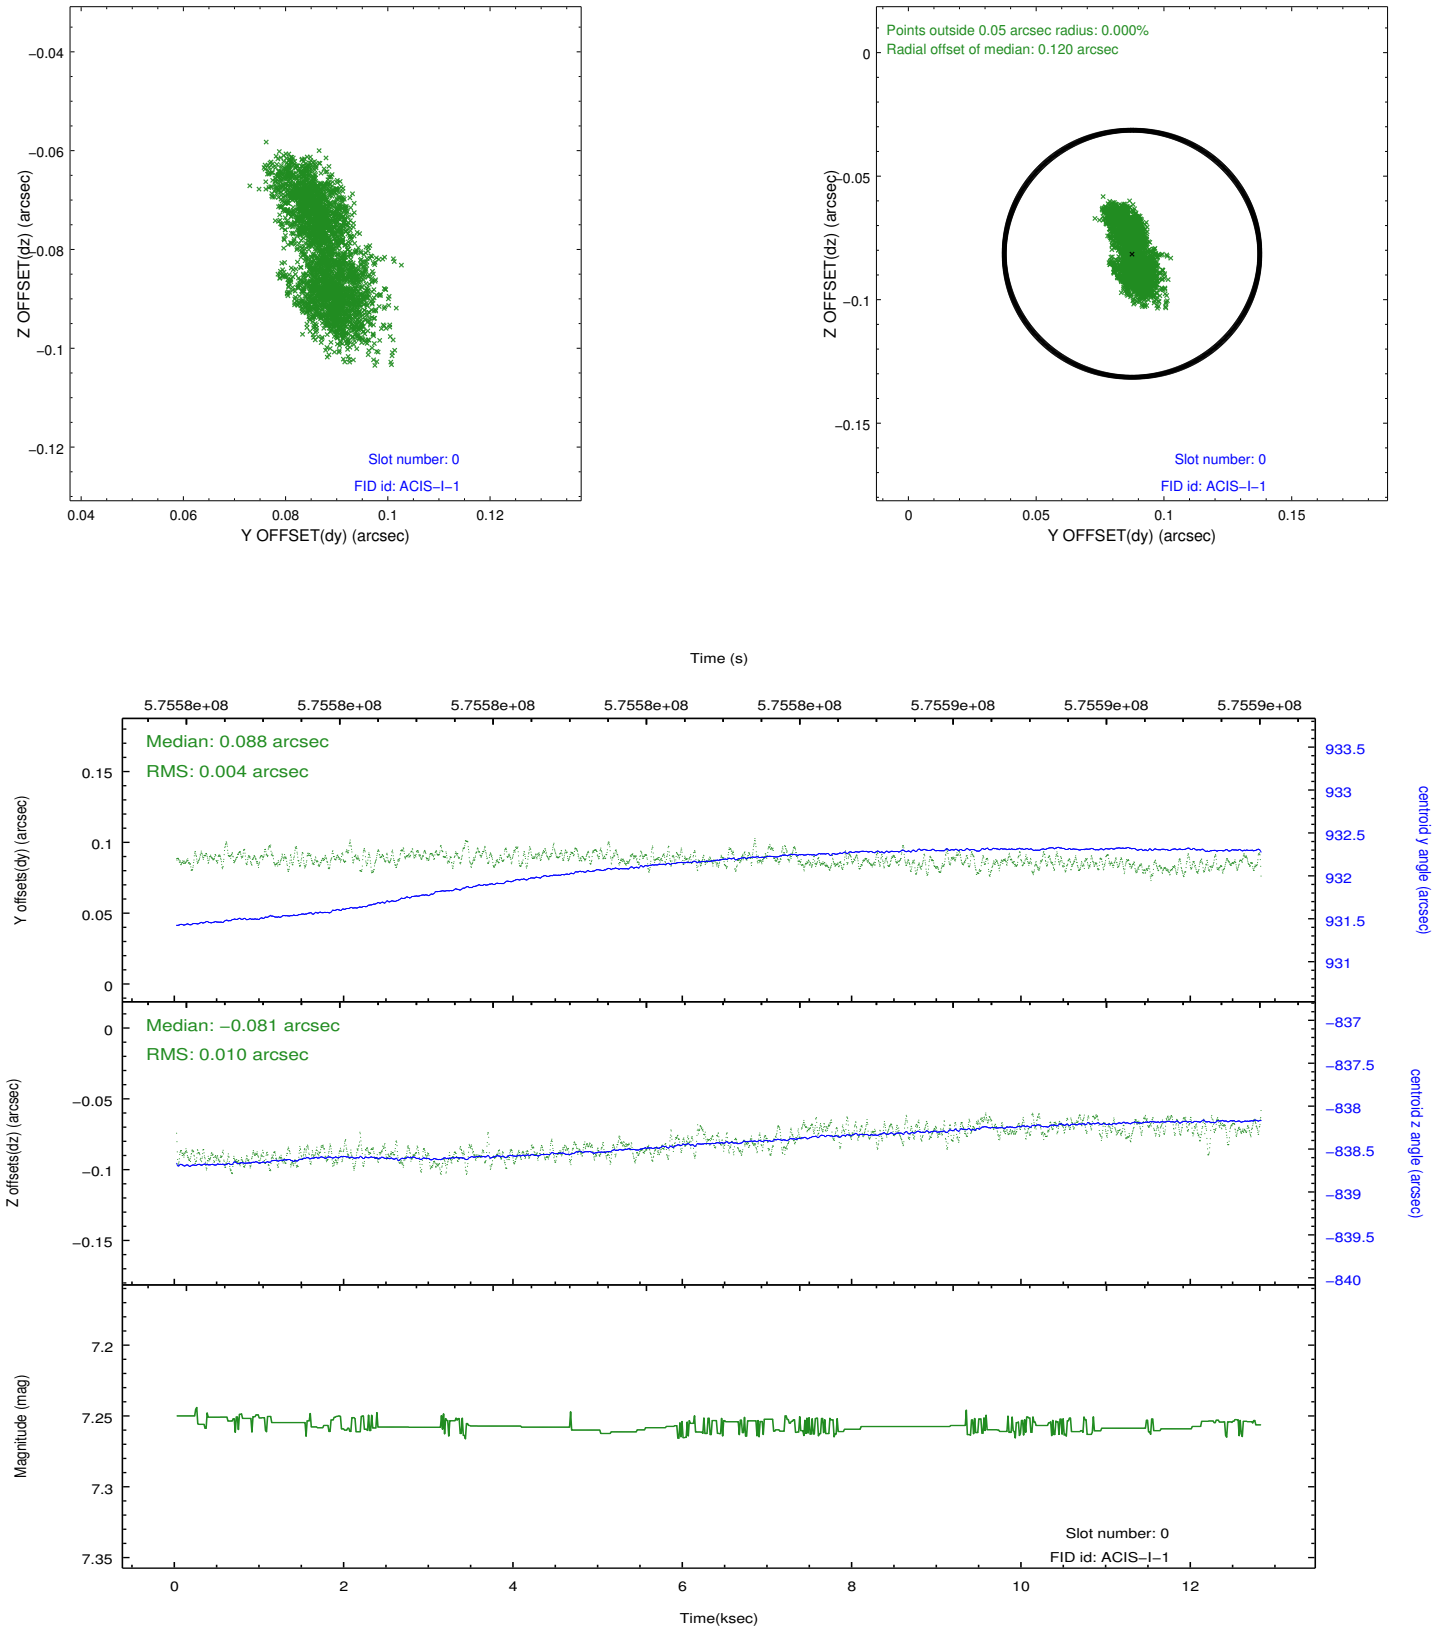 −0.04
−0.06
−0.08
−0.1
−0.12
Z OFFSET(dz) (arcsec)
Slot number: 0
FID id: ACIS−I−1
0.04
0.06
0.08
0.1
0.12
Y OFFSET(dy) (arcsec)
Points outside 0.05 arcsec radius: 0.000%
Radial offset of median: 0.120 arcsec
0
−0.05
−0.1
−0.15
Z OFFSET(dz) (arcsec)
Slot number: 0
FID id: ACIS−I−1
0
0.05
0.1
0.15
Y OFFSET(dy) (arcsec)
Time (s)
5.7558e+08
5.7558e+08
5.7558e+08
5.7558e+08
5.7558e+08
5.7559e+08
5.7559e+08
5.7559e+08
Median: 0.088 arcsec
RMS: 0.004 arcsec
0.15
0.1
0.05
0
Y offsets(dy) (arcsec)
933.5
933
932.5
932
931.5
931
centroid y angle (arcsec)
Median: −0.081 arcsec
RMS: 0.010 arcsec
0
−0.05
−0.1
−0.15
Z offsets(dz) (arcsec)
−837
−837.5
−838
−838.5
−839
−839.5
−840
centroid z angle (arcsec)
7.2
7.25
7.3
7.35
Magnitude (mag)
Slot number: 0
FID id: ACIS−I−1
0
2
4
6
8
10
12
Time(ksec)